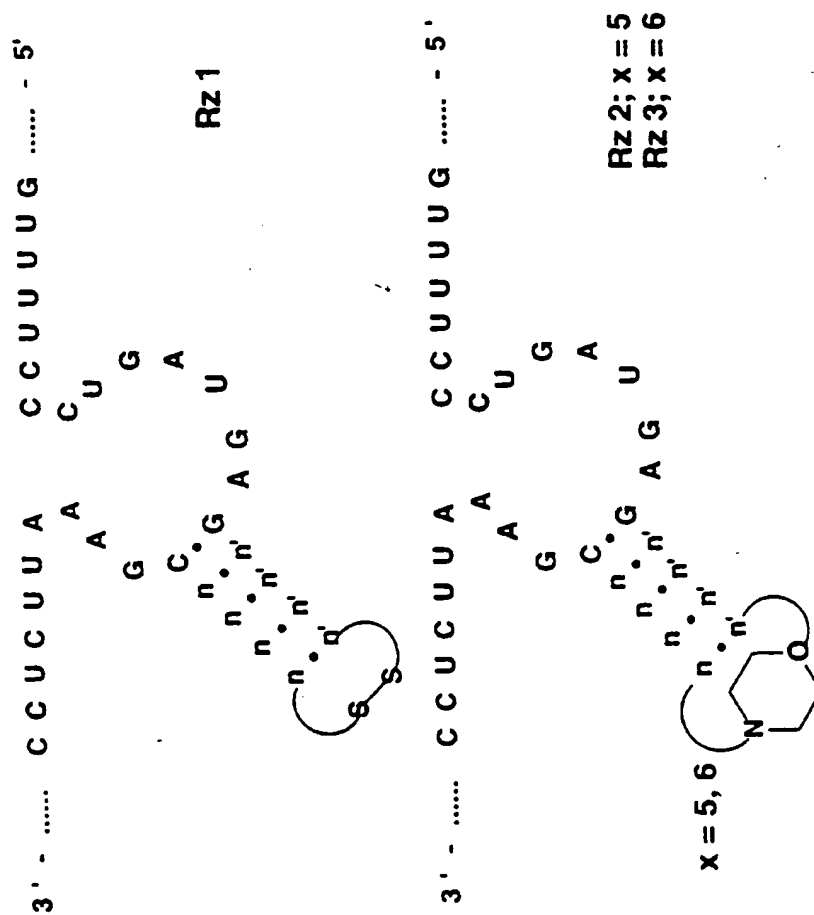 3' - ...... C C U C U U A C C U U U U G ...... - 5'
A A G C
C U G A U G A G
n n n n
n' n' n' n'
S S
Rz 1
3' - ...... C C U C U U A C C U U U U G ...... - 5'
A A G C
C U G A U G A G
n n n n
n' n' n' n'
N O
x = 5, 6
Rz 2; x = 5
Rz 3; x = 6